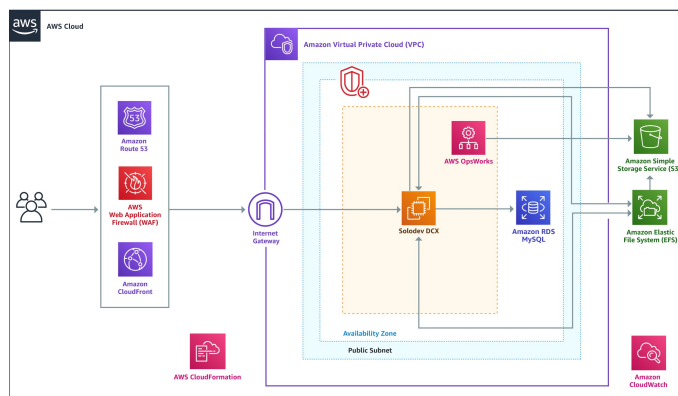 aws
AWS Cloud
Amazon Virtual Private Cloud (VPC)
53
Amazon
Route 53
AWS
Web Application
Firewall (WAF)
Amazon
CloudFront
Internet
Gateway
AWS OpsWorks
Solodev DCX
Amazon RDS
MySQL
Amazon Simple
Storage Service (S3
Amazon Elastic
File System (EFS)
Availability Zone
Public Subnet
AWS CloudFormation
Amazon
CloudWatch